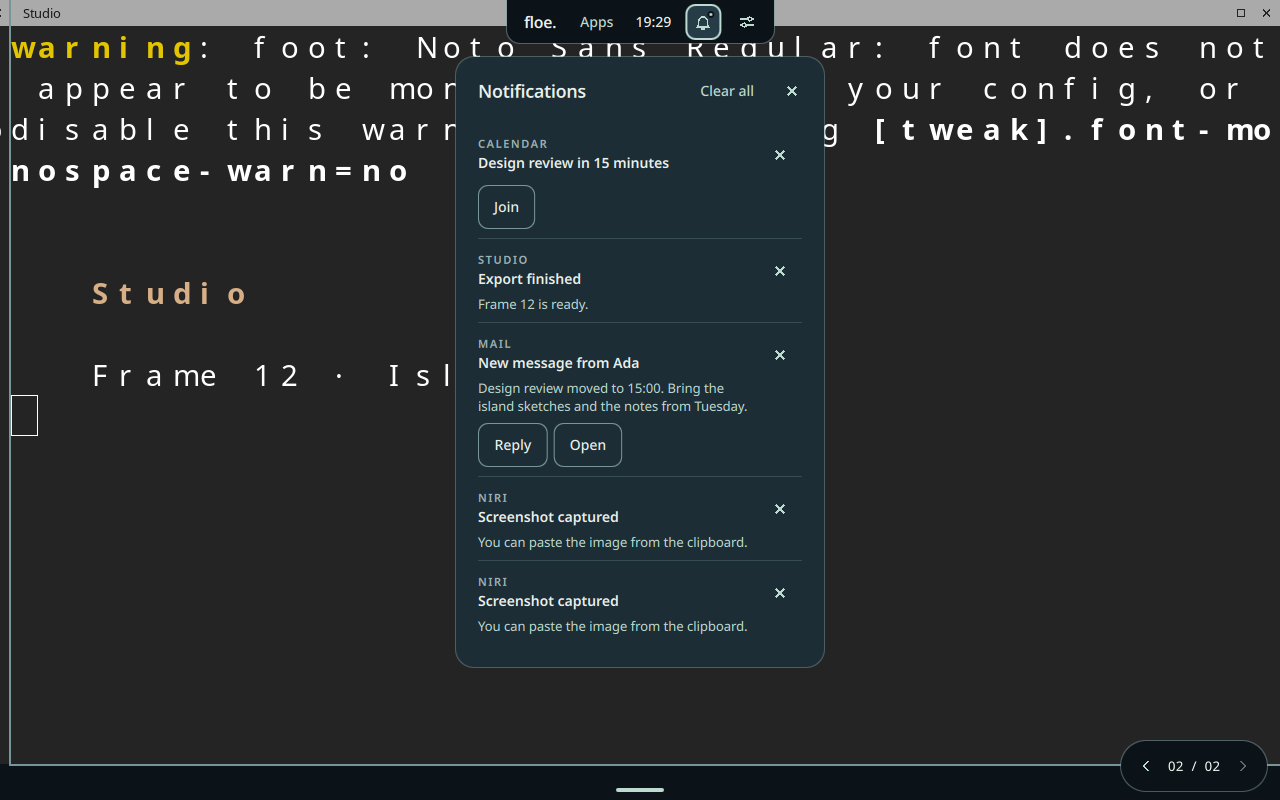 Studio
floe. Apps 19:29
warning: foot: Noto Sans Regular: font does not
appear to be mon your config, or
disable this warn g [tweak].font-mo
nospace-warn=no
Studio
Frame 12 · Isl
Notifications Clear all
CALENDAR
Design review in 15 minutes
Join
STUDIO
Export finished
Frame 12 is ready.
MAIL
New message from Ada
Design review moved to 15:00. Bring the
island sketches and the notes from Tuesday.
Reply Open
NIRI
Screenshot captured
You can paste the image from the clipboard.
NIRI
Screenshot captured
You can paste the image from the clipboard.
02 / 02